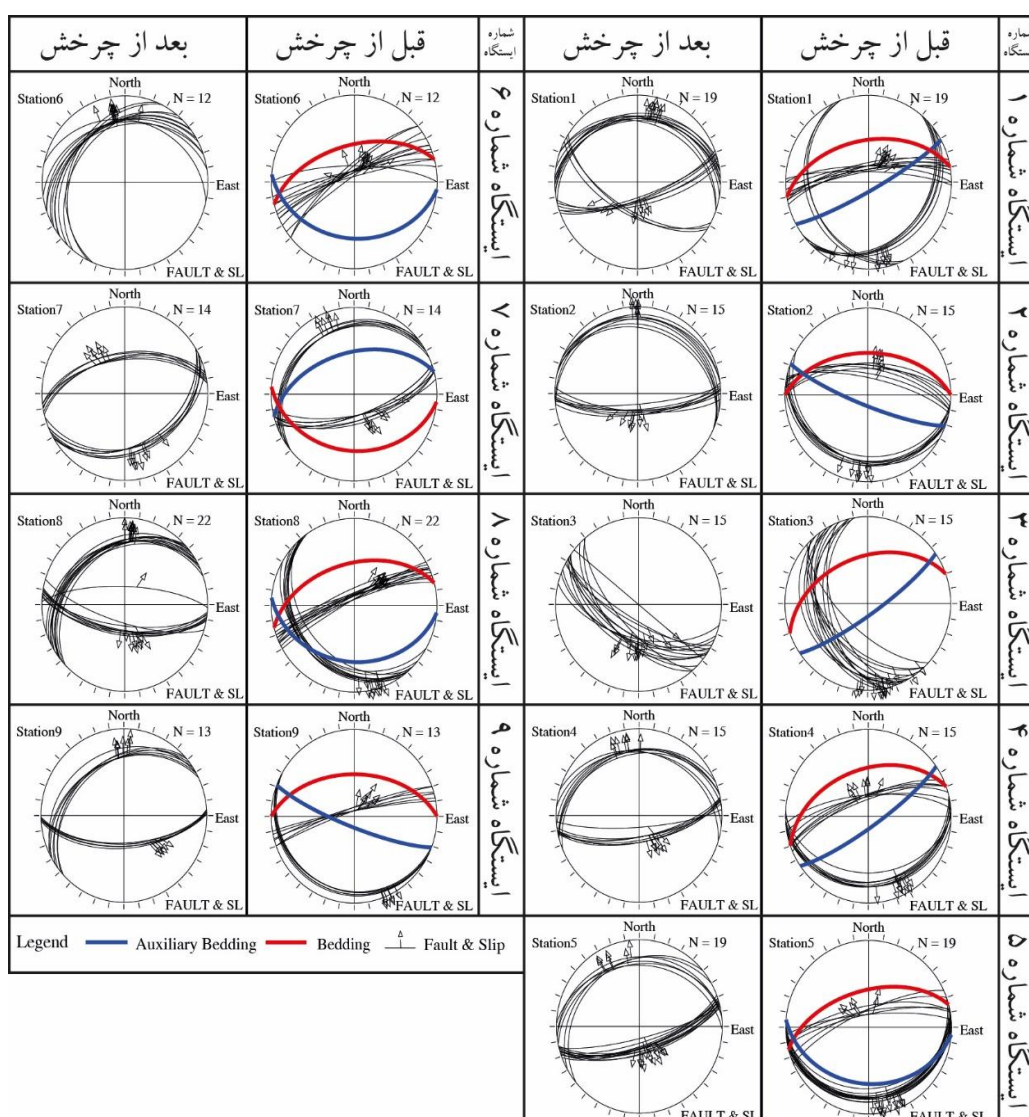 شماره ایستگاه
قبل از چرخش
بعد از چرخش
شماره
ایستگاه
قبل از چرخش
بعد از چرخش
ایستگاه شماره ۱
Station1
N = 19
East
FAULT & SL
North
Station1
N = 19
East
FAULT & SL
ایستگاه شماره ۶
North
Station6
N = 12
East
FAULT & SL
North
Station6
N = 12
East
FAULT & SL
ایستگاه شماره ۲
Station2
N = 15
East
FAULT & SL
North
Station2
N = 15
East
FAULT & SL
ایستگاه شماره ۷
North
Station7
N = 14
East
FAULT & SL
North
Station7
N = 14
East
FAULT & SL
ایستگاه شماره ۳
Station3
N = 15
East
FAULT & SL
North
Station3
N = 15
East
FAULT & SL
ایستگاه شماره ۸
North
Station8
N = 22
East
FAULT & SL
North
Station8
N = 22
East
FAULT & SL
ایستگاه شماره ۴
Station4
N = 15
East
FAULT & SL
North
Station4
N = 15
East
FAULT & SL
ایستگاه شماره ۹
North
Station9
N = 13
East
FAULT & SL
North
Station9
N = 13
East
FAULT & SL
ایستگاه شماره ۵
Station5
N = 19
East
FAULT & SL
North
Station5
N = 19
East
FAULT & SL
Legend Auxiliary Bedding Bedding Fault & Slip